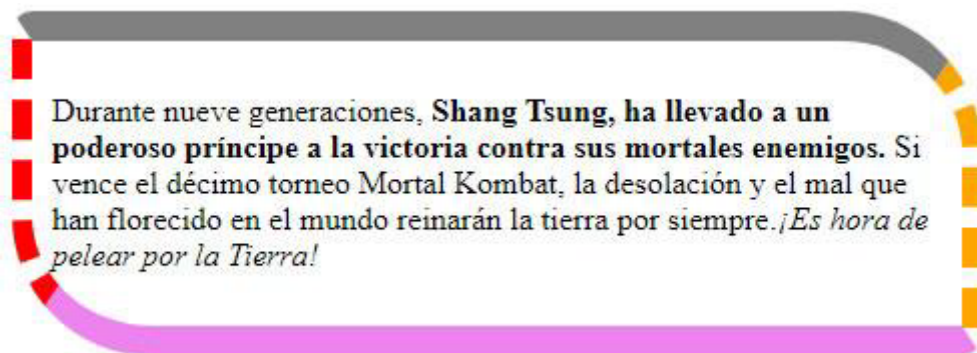 Durante nueve generaciones, Shang Tsung, ha llevado a un
poderoso príncipe a la victoria contra sus mortales enemigos. Si
vence el décimo torneo Mortal Kombat, la desolación y el mal que
han florecido en el mundo reinarán la tierra por siempre.¡Es hora de
pelear por la Tierra!